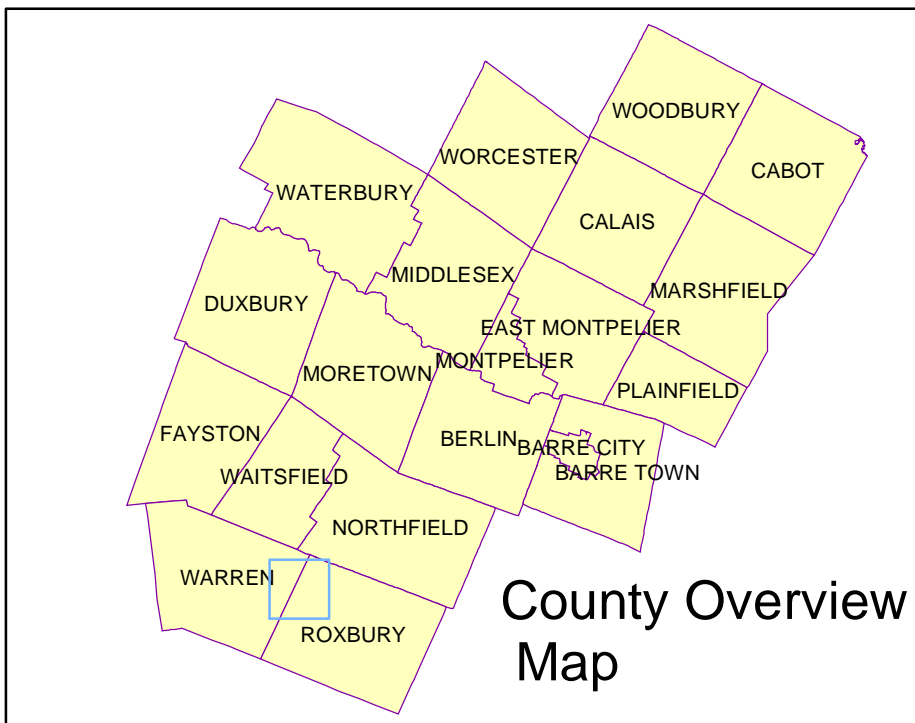 WOODBURY
WORCESTER
CABOT
WATERBURY
CALAIS
MIDDLESEX
MARSHFIELD
DUXBURY
EAST MONTPELIER
MONTPELIER
MORETOWN
PLAINFIELD
FAYSTON
BERLIN
BARRE CITY
WAITSFIELD
BARRE TOWN
NORTHFIELD
WARREN
ROXBURY
County Overview
Map